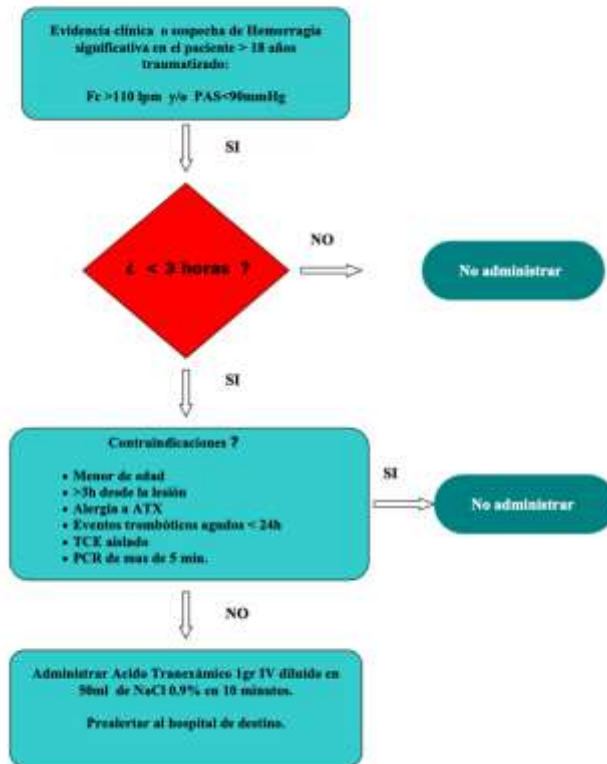 Evidencia clínica o sospecha de Hemorragia
significativa en el paciente > 18 años
traumatizado:
Fc >110 lpm y/o PAS<90mmHg
SI
¿ < 3 horas ?
NO
No administrar
SI
Contraindicaciones ?
• Menor de edad
• >3h desde la lesión
• Alergia a ATX
• Eventos trombóticos agudos < 24h
• TCE aislado
• PCR de mas de 5 min.
SI
No administrar
NO
Administrar Acido Tranexámico 1gr IV diluido en
50ml de NaCl 0.9% en 10 minutos.
Prealertar al hospital de destino.